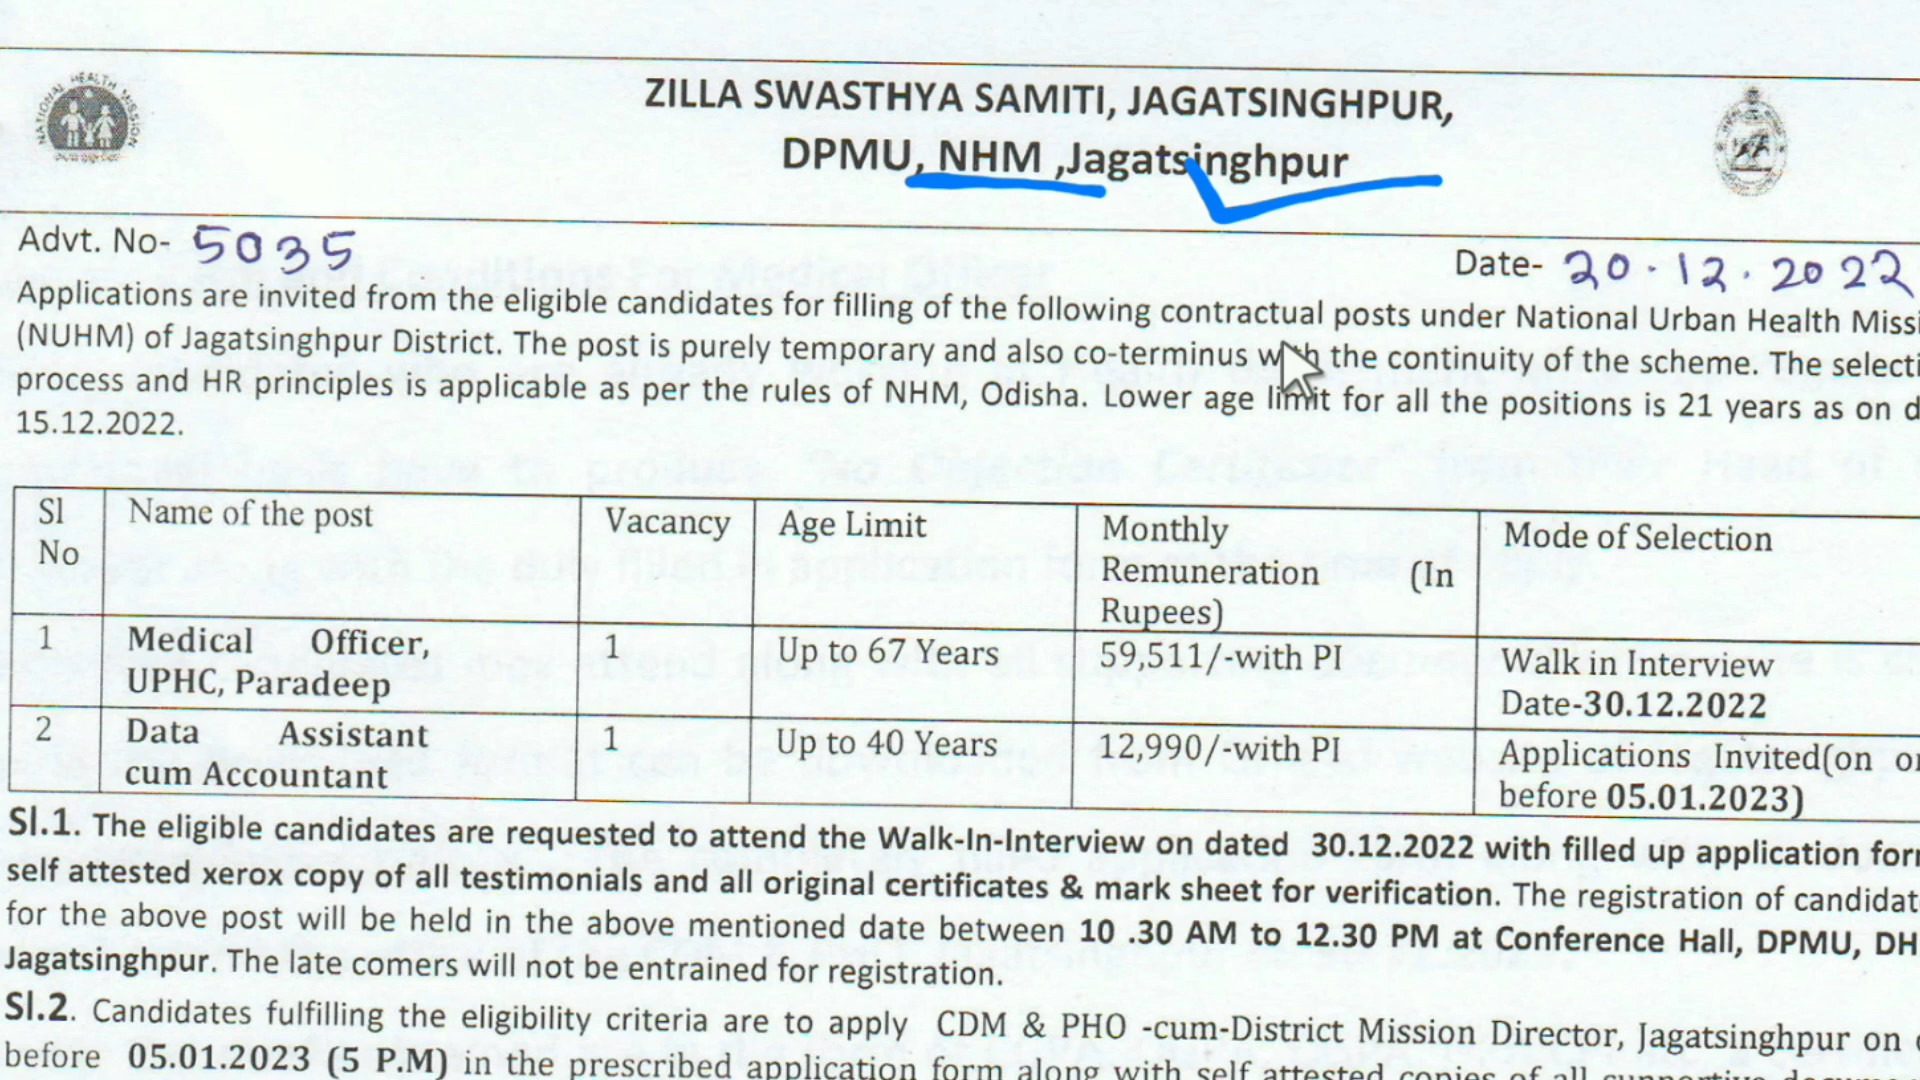 NATIONAL HEALTH MISSION
ZILLA SWASTHYA SAMITI, JAGATSINGHPUR,
DPMU, NHM ,Jagatsinghpur
Advt. No- 5035
Date- 20.12.2022
Applications are invited from the eligible candidates for filling of the following contractual posts under National Urban Health Missi
(NUHM) of Jagatsinghpur District. The post is purely temporary and also co-terminus with the continuity of the scheme. The selecti
process and HR principles is applicable as per the rules of NHM, Odisha. Lower age limit for all the positions is 21 years as on d
15.12.2022.
Sl No | Name of the post | Vacancy | Age Limit | Monthly Remuneration (In Rupees) | Mode of Selection
1 | Medical Officer, UPHC, Paradeep | 1 | Up to 67 Years | 59,511/-with PI | Walk in Interview Date-30.12.2022
2 | Data Assistant cum Accountant | 1 | Up to 40 Years | 12,990/-with PI | Applications Invited(on or before 05.01.2023)
Sl.1. The eligible candidates are requested to attend the Walk-In-Interview on dated 30.12.2022 with filled up application for
self attested xerox copy of all testimonials and all original certificates & mark sheet for verification. The registration of candidat
for the above post will be held in the above mentioned date between 10 .30 AM to 12.30 PM at Conference Hall, DPMU, DH
Jagatsinghpur The late comers will not be entrained for registration.
Sl.2. Candidates fulfilling the eligibility criteria are to apply CDM & PHO -cum-District Mission Director, Jagatsinghpur on
before 05.01.2023 (5 P.M) in the prescribed application form along with self attested copies of all supportive